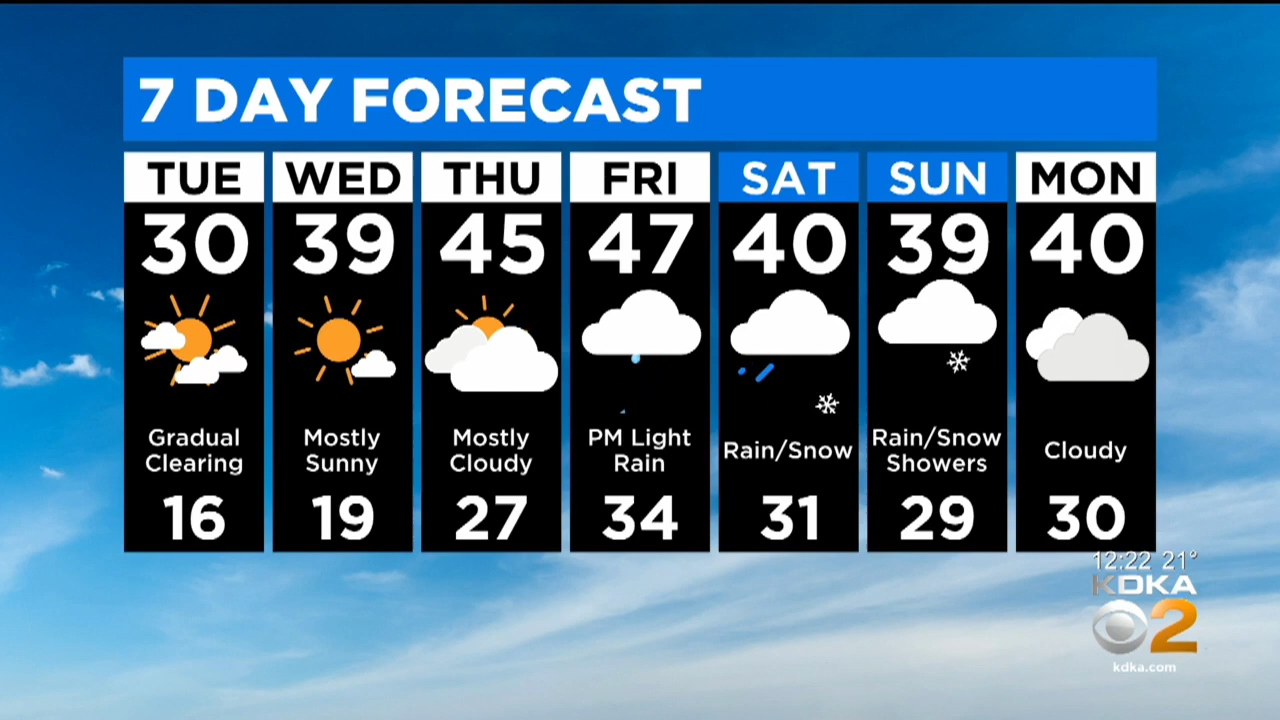 7 DAY FORECAST
TUE WED THU FRI SAT SUN MON
30 39 45 47 40 39 40
Gradual Clearing
Mostly Sunny
Mostly Cloudy
PM Light Rain
Rain/Snow
Rain/Snow Showers
Cloudy
16 19 27 34 31 29 30
12:22 21°
KDKA
2
kdka.com